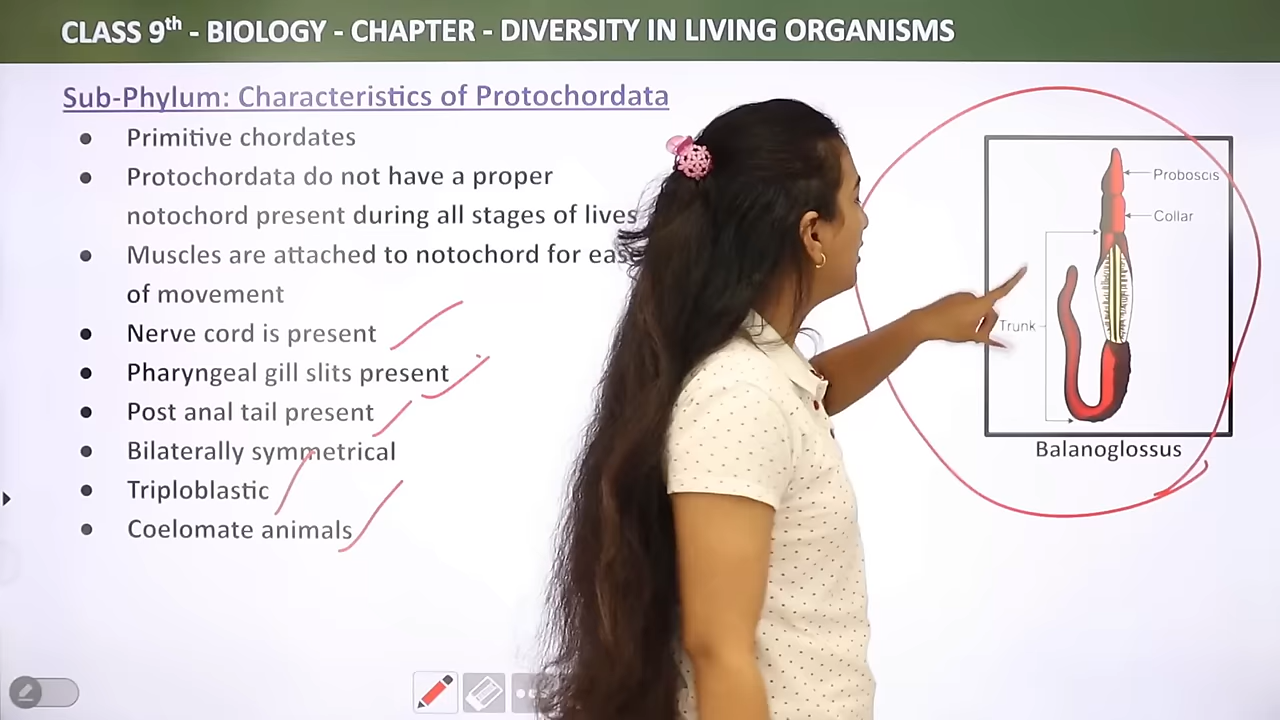 CLASS 9th - BIOLOGY - CHAPTER - DIVERSITY IN LIVING ORGANISMS
Sub-Phylum: Characteristics of Protochordata
● Primitive chordates
● Protochordata do not have a proper
notochord present during all stages of lives
● Muscles are attached to notochord for ease
of movement
● Nerve cord is present
● Pharyngeal gill slits present
● Post anal tail present
● Bilaterally symmetrical
● Triploblastic
● Coelomate animals
Proboscis
Collar
Trunk
Balanoglossus